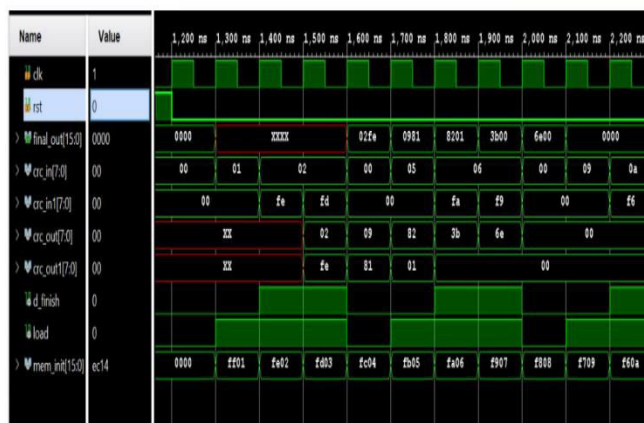 Name Value 1,200 ns 1,300 ns 1,400 ns 1,500 ns 1,600 ns 1,700 ns 1,800 ns 1,900 ns 2,000 ns 2,100 ns 2,200 ns
clk 1
rst 0
final_out[15:0] 0000 0000 XXXX 02fe 0981 8201 3b00 6e00 0000
crc_in[7:0] 00 00 01 02 00 05 06 00 09 0a
crc_in1[7:0] 00 00 fe fd 00 fa f9 00 f6
crc_out[7:0] 00 XX 02 09 82 3b 6e 00
crc_out1[7:0] 00 XX fe 81 01 00
d_finish 0
load 0
mem_init[15:0] ec14 0000 ff01 fe02 fd03 fc04 fb05 fa06 f907 f808 f709 f60a